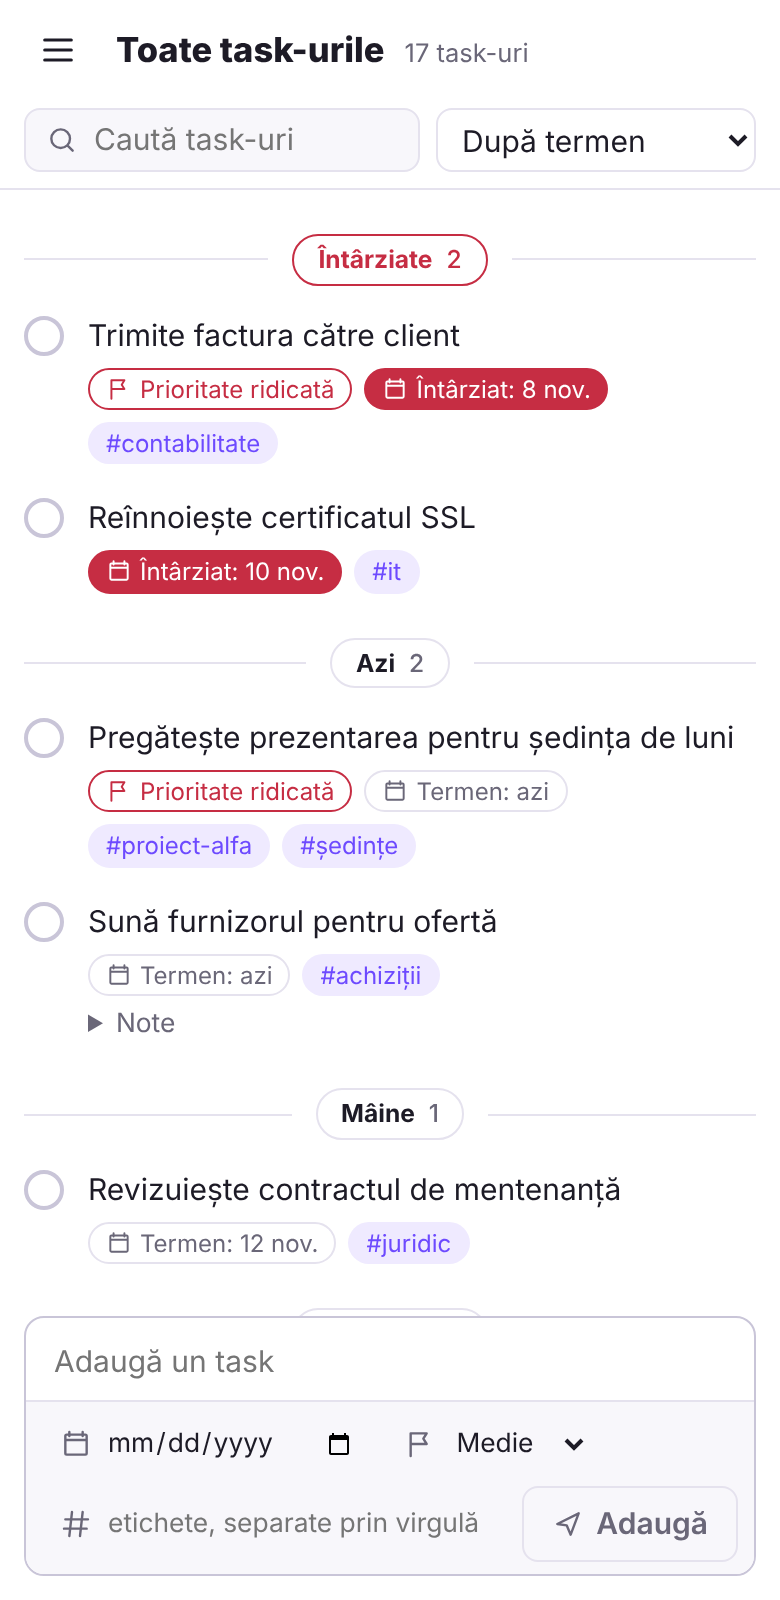 Toate task-urile 17 task-uri
Caută task-uri După termen
Întârziate 2
Trimite factura către client
Prioritate ridicată Întârziat: 8 nov.
#contabilitate
Reînnoiește certificatul SSL
Întârziat: 10 nov. #it
Azi 2
Pregătește prezentarea pentru ședința de luni
Prioritate ridicată Termen: azi
#proiect-alfa #ședințe
Sună furnizorul pentru ofertă
Termen: azi #achiziții
Note
Mâine 1
Revizuiește contractul de mentenanță
Termen: 12 nov. #juridic
Adaugă un task
mm/dd/yyyy Medie
etichete, separate prin virgulă Adaugă